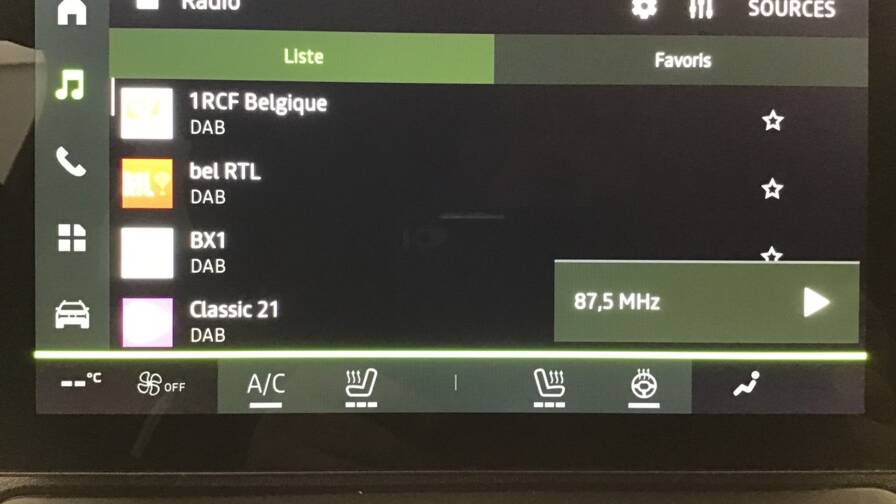 Radio
SOURCES
Liste
Favoris
1RCF Belgique
DAB
bel RTL
DAB
BX1
DAB
87,5 MHz
Classic 21
DAB
--°C
OFF
A/C